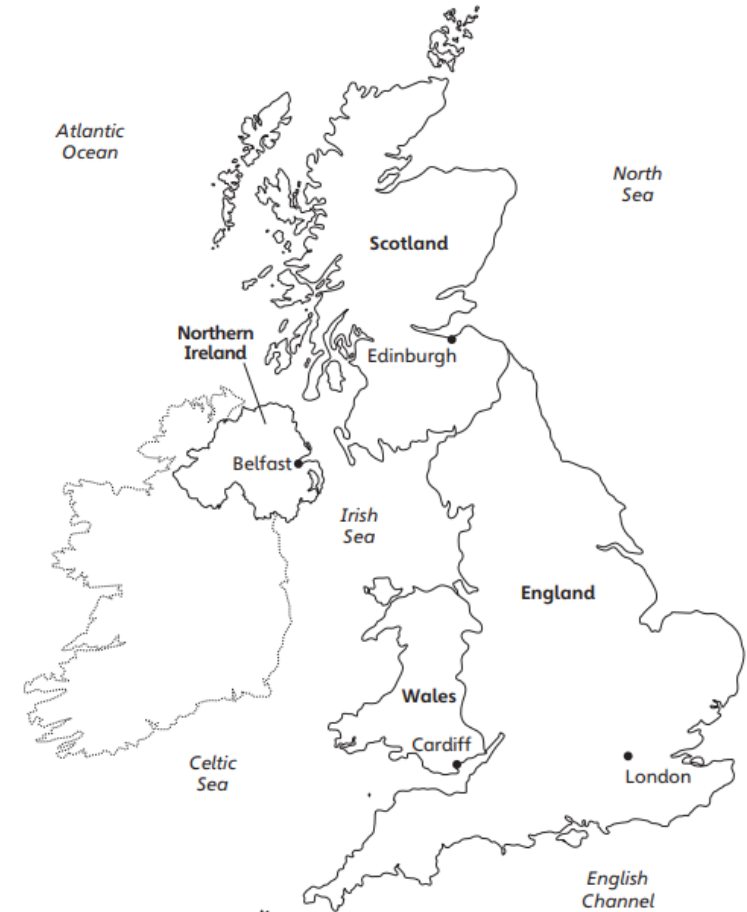 Atlantic
Ocean
North
Sea
Scotland
Northern
Ireland
Edinburgh
Belfast
Irish
Sea
England
Wales
Cardiff
Celtic
Sea
London
English
Channel